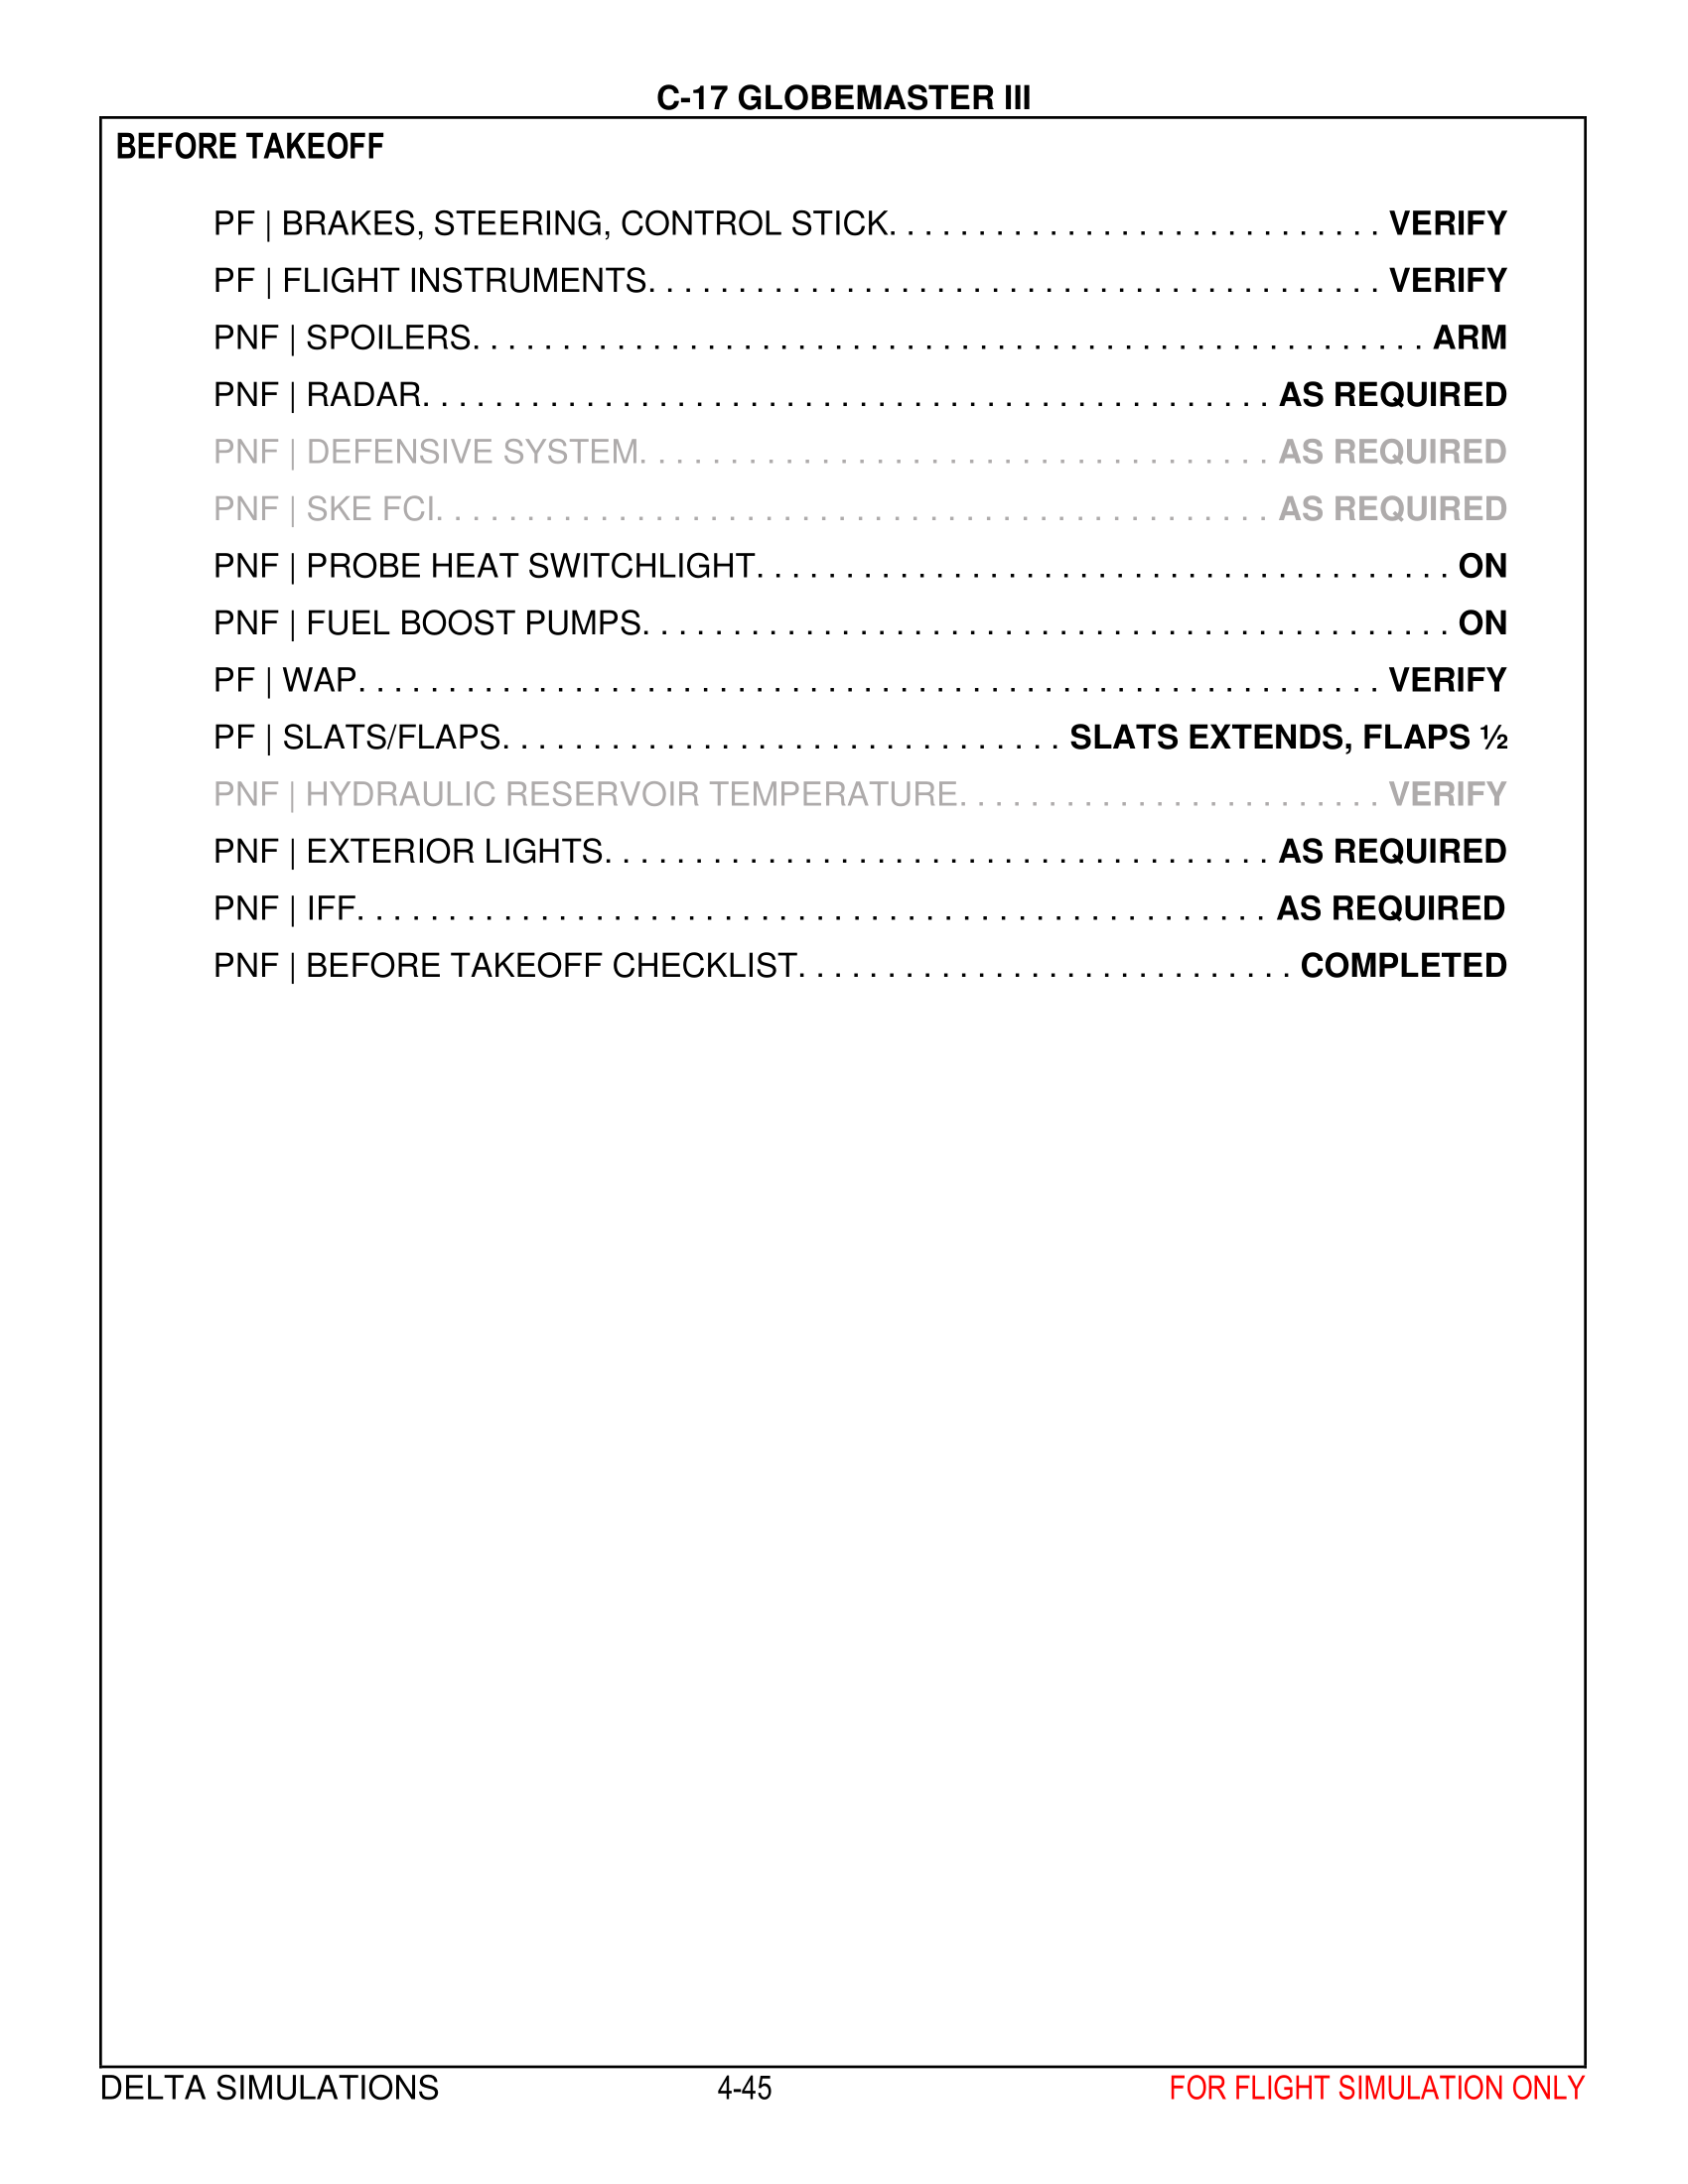 C-17 GLOBEMASTER III
BEFORE TAKEOFF
PF | BRAKES, STEERING, CONTROL STICK. . . . . . . . . . . . . . . . . . . . . . . . . . . . VERIFY
PF | FLIGHT INSTRUMENTS. . . . . . . . . . . . . . . . . . . . . . . . . . . . . . . . . . . . . . . . . VERIFY
PNF | SPOILERS. . . . . . . . . . . . . . . . . . . . . . . . . . . . . . . . . . . . . . . . . . . . . . . . . . . . . ARM
PNF | RADAR. . . . . . . . . . . . . . . . . . . . . . . . . . . . . . . . . . . . . . . . . . . . . . . AS REQUIRED
PNF | DEFENSIVE SYSTEM. . . . . . . . . . . . . . . . . . . . . . . . . . . . . . . . . . . AS REQUIRED
PNF | SKE FCI. . . . . . . . . . . . . . . . . . . . . . . . . . . . . . . . . . . . . . . . . . . . . . AS REQUIRED
PNF | PROBE HEAT SWITCHLIGHT. . . . . . . . . . . . . . . . . . . . . . . . . . . . . . . . . . . . . . . ON
PNF | FUEL BOOST PUMPS. . . . . . . . . . . . . . . . . . . . . . . . . . . . . . . . . . . . . . . . . . . . . ON
PF | WAP. . . . . . . . . . . . . . . . . . . . . . . . . . . . . . . . . . . . . . . . . . . . . . . . . . . . . . . . . VERIFY
PF | SLATS/FLAPS. . . . . . . . . . . . . . . . . . . . . . . . . . . . . . . SLATS EXTENDS, FLAPS ½
PNF | HYDRAULIC RESERVOIR TEMPERATURE. . . . . . . . . . . . . . . . . . . . . . . . VERIFY
PNF | EXTERIOR LIGHTS. . . . . . . . . . . . . . . . . . . . . . . . . . . . . . . . . . . . . AS REQUIRED
PNF | IFF. . . . . . . . . . . . . . . . . . . . . . . . . . . . . . . . . . . . . . . . . . . . . . . . . . . AS REQUIRED
PNF | BEFORE TAKEOFF CHECKLIST. . . . . . . . . . . . . . . . . . . . . . . . . . . . COMPLETED
DELTA SIMULATIONS 4-45 FOR FLIGHT SIMULATION ONLY